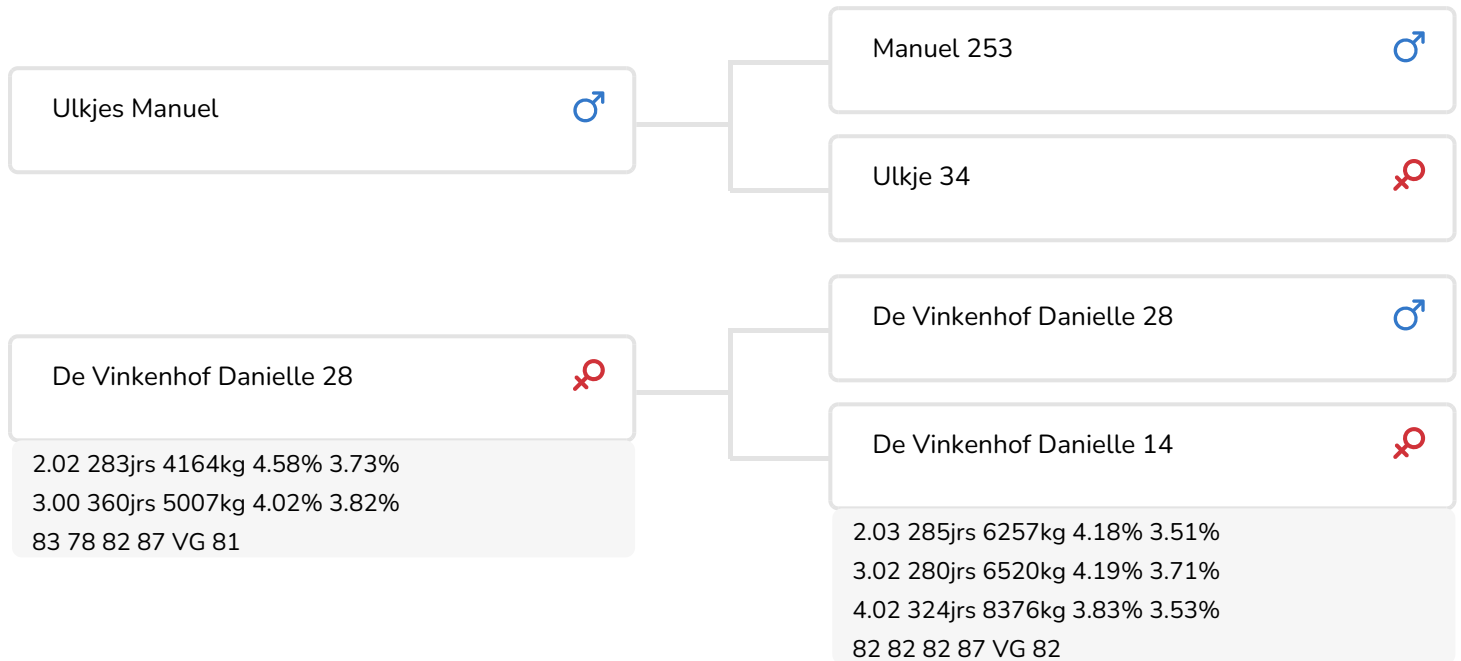 Manuel 253
Ulkjes Manuel
Ulkje 34
De Vinkenhof Danielle 28
De Vinkenhof Danielle 28
2.02 283jrs 4164kg 4.58% 3.73%
3.00 360jrs 5007kg 4.02% 3.82%
83 78 82 87 VG 81
De Vinkenhof Danielle 14
2.03 285jrs 6257kg 4.18% 3.51%
3.02 280jrs 6520kg 4.19% 3.71%
4.02 324jrs 8376kg 3.83% 3.53%
82 82 82 87 VG 82